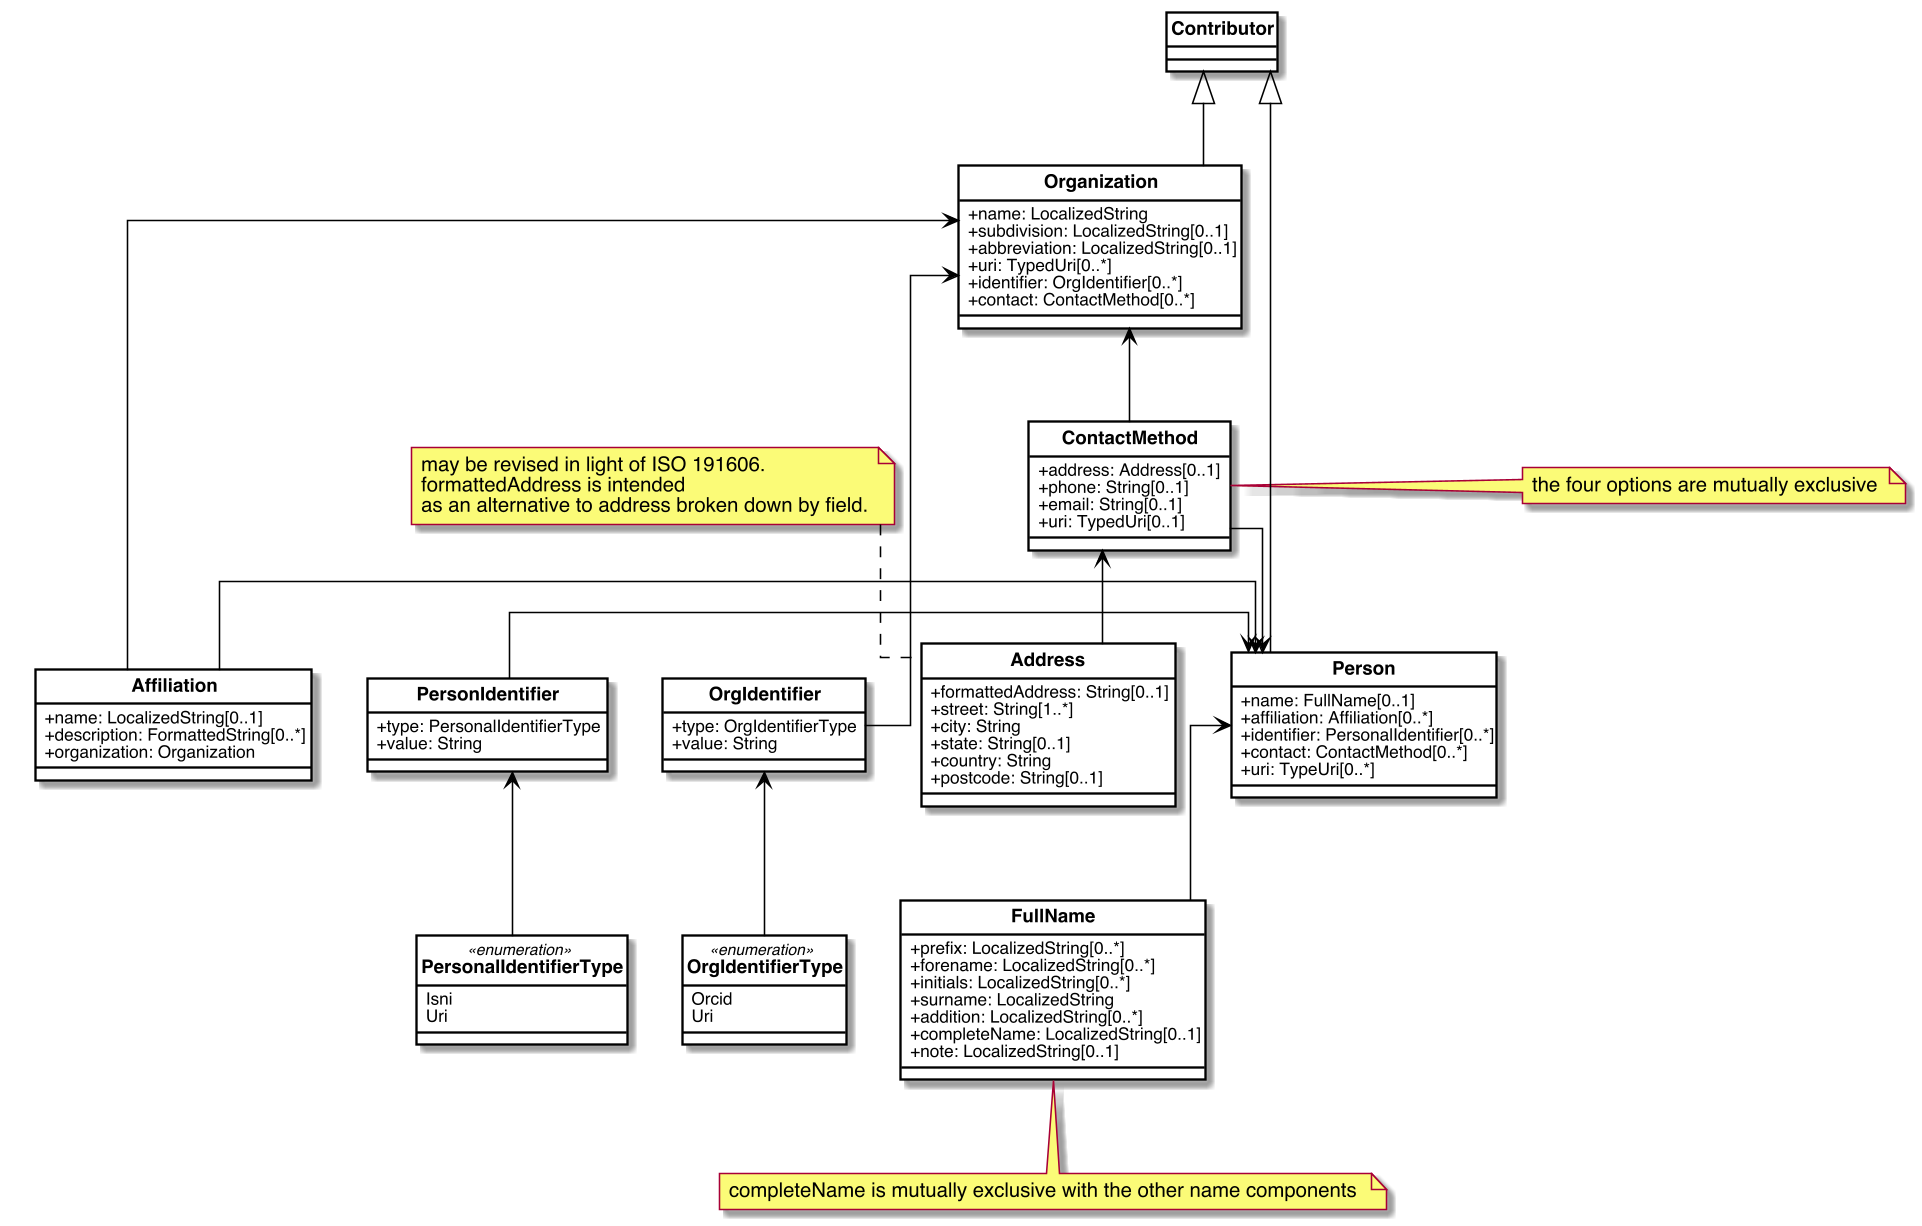 Contributor
Organization
+name: LocalizedString
+subdivision: LocalizedString[0..1]
+abbreviation: LocalizedString[0..1]
+uri: TypedUri[0..*]
+identifier: OrgIdentifier[0..*]
+contact: ContactMethod[0..*]
ContactMethod
+address: Address[0..1]
+phone: String[0..1]
+email: String[0..1]
+uri: TypedUri[0..1]
the four options are mutually exclusive
may be revised in light of ISO 191606.
formattedAddress is intended
as an alternative to address broken down by field.
Affiliation
+name: LocalizedString[0..1]
+description: FormattedString[0..*]
+organization: Organization
PersonIdentifier
+type: PersonalIdentifierType
+value: String
OrgIdentifier
+type: OrgIdentifierType
+value: String
Address
+formattedAddress: String[0..1]
+street: String[1..*]
+city: String
+state: String[0..1]
+country: String
+postcode: String[0..1]
Person
+name: FullName[0..1]
+affiliation: Affiliation[0..*]
+identifier: PersonalIdentifier[0..*]
+contact: ContactMethod[0..*]
+uri: TypeUri[0..*]
«enumeration»
PersonalIdentifierType
Isni
Uri
«enumeration»
OrgIdentifierType
Orcid
Uri
FullName
+prefix: LocalizedString[0..*]
+forename: LocalizedString[0..*]
+initials: LocalizedString[0..*]
+surname: LocalizedString
+addition: LocalizedString[0..*]
+completeName: LocalizedString[0..1]
+note: LocalizedString[0..1]
completeName is mutually exclusive with the other name components